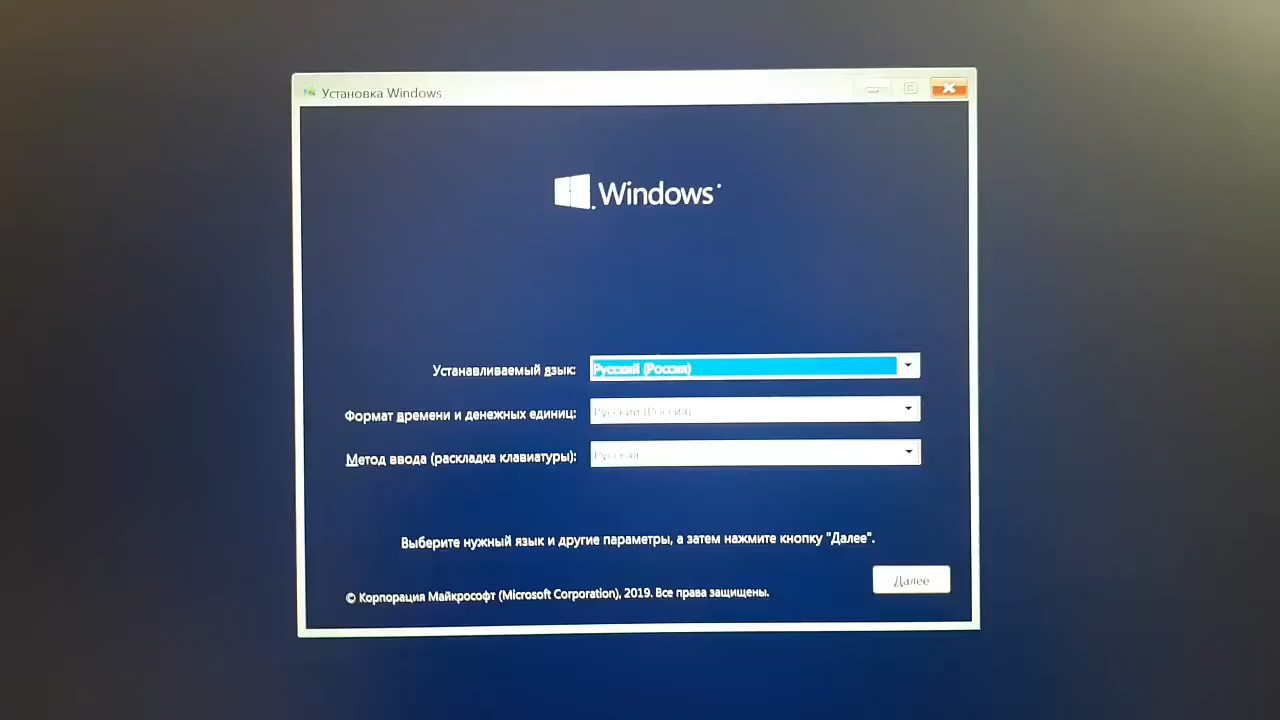 Установка Windows
Windows
Устанавливаемый язык: Русский (Россия)
Формат времени и денежных единиц: Русский (Россия)
Метод ввода (раскладка клавиатуры): Русская
Выберите нужный язык и другие параметры, а затем нажмите кнопку "Далее".
Далее
© Корпорация Майкрософт (Microsoft Corporation), 2019. Все права защищены.